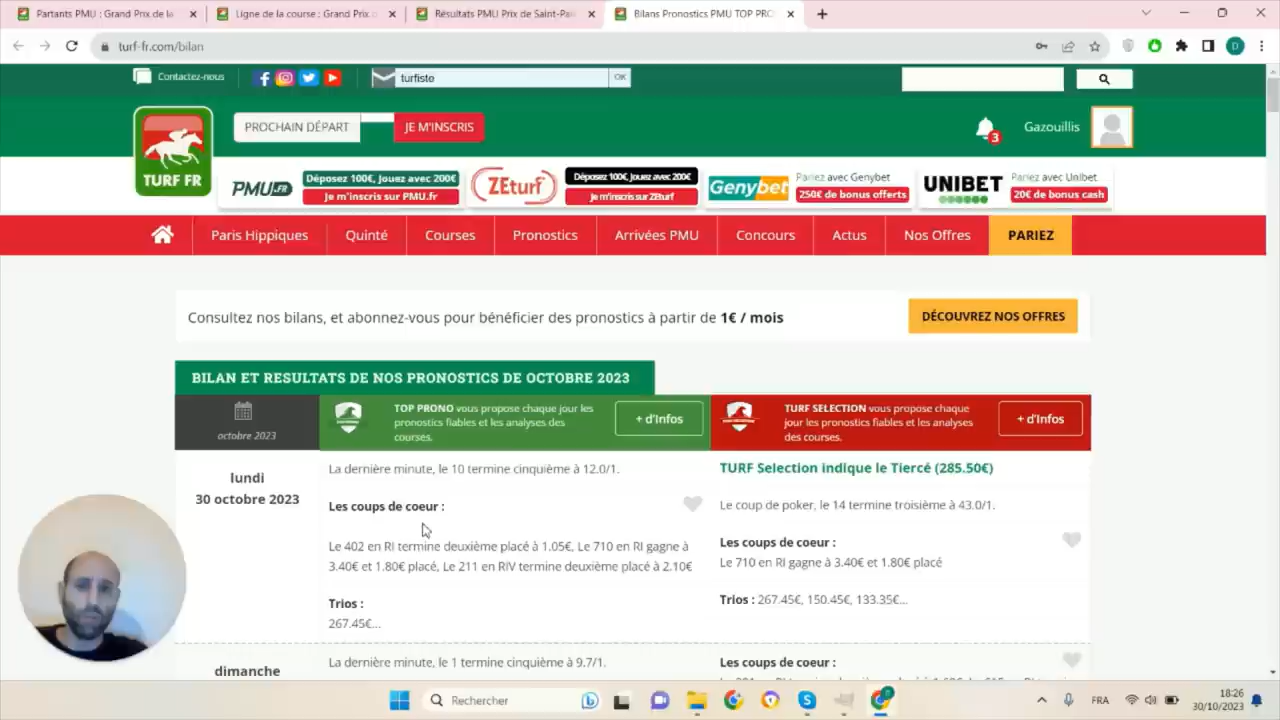 Partants PMU : Grand Prix de le
Ligne de la course : Grand Prix o
Résultats PMU Prix de Saint-Pai
Bilans Pronostics PMU TOP PRO
turf-fr.com/bilan
Contactez-nous
turfiste
OK
TURF FR
PROCHAIN DÉPART
JE M'INSCRIS
3
Gazouillis
PMU.FR
Déposez 100€, Jouez avec 200€
Je m'inscris sur PMU.fr
ZEturf
Déposez 100€, Jouez avec 200€
Je m'inscris sur ZEturf
Genybet
Pariez avec Genybet
250€ de bonus offerts
UNIBET
Pariez avec Unibet
20€ de bonus cash
Paris Hippiques
Quinté
Courses
Pronostics
Arrivées PMU
Concours
Actus
Nos Offres
PARIEZ
Consultez nos bilans, et abonnez-vous pour bénéficier des pronostics à partir de 1€ / mois
DÉCOUVREZ NOS OFFRES
BILAN ET RESULTATS DE NOS PRONOSTICS DE OCTOBRE 2023
octobre 2023
TOP PRONO vous propose chaque jour les
pronostics fiables et les analyses des
courses.
+ d'Infos
TURF SELECTION vous propose chaque
jour les pronostics fiables et les analyses
des courses.
+ d'Infos
lundi
30 octobre 2023
La dernière minute, le 10 termine cinquième à 12.0/1.
Les coups de coeur :
Le 402 en RI termine deuxième placé à 1.05€, Le 710 en RI gagne à
3.40€ et 1.80€ placé, Le 211 en RIV termine deuxième placé à 2.10€
Trios :
267.45€...
TURF Selection indique le Tiercé (285.50€)
Le coup de poker, le 14 termine troisième à 43.0/1.
Les coups de coeur :
Le 710 en RI gagne à 3.40€ et 1.80€ placé
Trios : 267.45€, 150.45€, 133.35€...
dimanche
La dernière minute, le 1 termine cinquième à 9.7/1.
Les coups de coeur :
Rechercher
FRA
18:26
30/10/2023